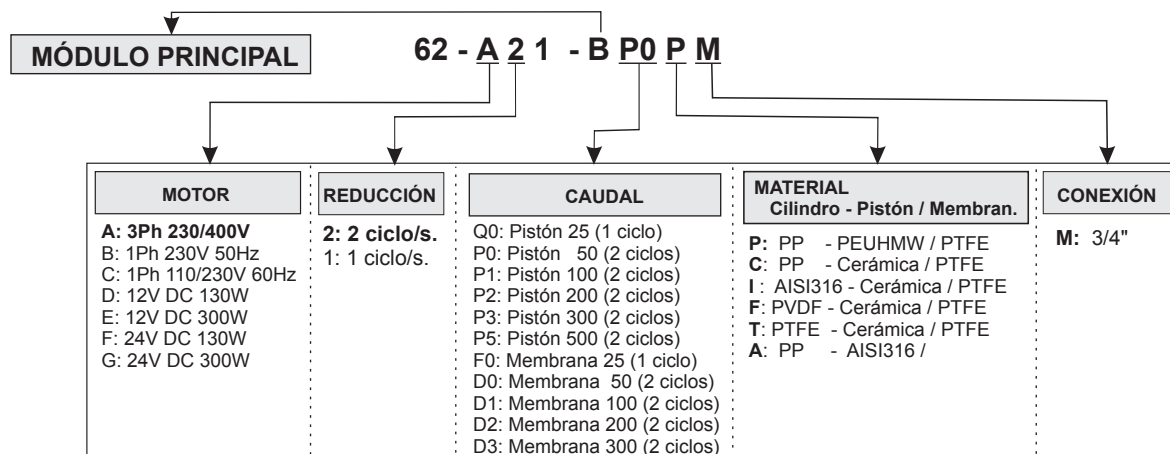 MÓDULO PRINCIPAL
62 - A 2 1 - B P0 P M
MOTOR
A: 3Ph 230/400V
B: 1Ph 230V 50Hz
C: 1Ph 110/230V 60Hz
D: 12V DC 130W
E: 12V DC 300W
F: 24V DC 130W
G: 24V DC 300W
REDUCCIÓN
2: 2 ciclo/s.
1: 1 ciclo/s.
CAUDAL
Q0: Pistón 25 (1 ciclo)
P0: Pistón 50 (2 ciclos)
P1: Pistón 100 (2 ciclos)
P2: Pistón 200 (2 ciclos)
P3: Pistón 300 (2 ciclos)
P5: Pistón 500 (2 ciclos)
F0: Membrana 25 (1 ciclo)
D0: Membrana 50 (2 ciclos)
D1: Membrana 100 (2 ciclos)
D2: Membrana 200 (2 ciclos)
D3: Membrana 300 (2 ciclos)
MATERIAL
Cilindro - Pistón / Membran.
P: PP - PEUHMW / PTFE
C: PP - Cerámica / PTFE
I : AISI316 - Cerámica / PTFE
F: PVDF - Cerámica / PTFE
T: PTFE - Cerámica / PTFE
A: PP - AISI316 /
CONEXIÓN
M: 3/4"